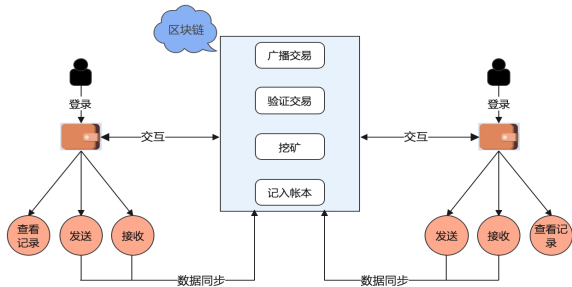 区块链
广播交易
验证交易
挖矿
记入帐本
登录
交互
查看
记录
发送
接收
数据同步
登录
交互
发送
接收
查看记
录
数据同步